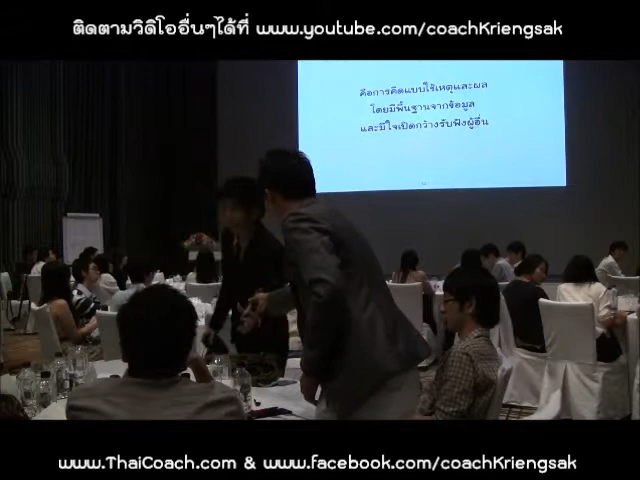 ติดตามวิดิโออื่นๆได้ที่ www.youtube.com/coachKriengsak
คือการคิดแบบใช้เหตุและผล
โดยมีพื้นฐานจากข้อมูล
และมีใจเปิดกว้างรับฟังผู้อื่น
www.ThaiCoach.com & www.facebook.com/coachKriengsak